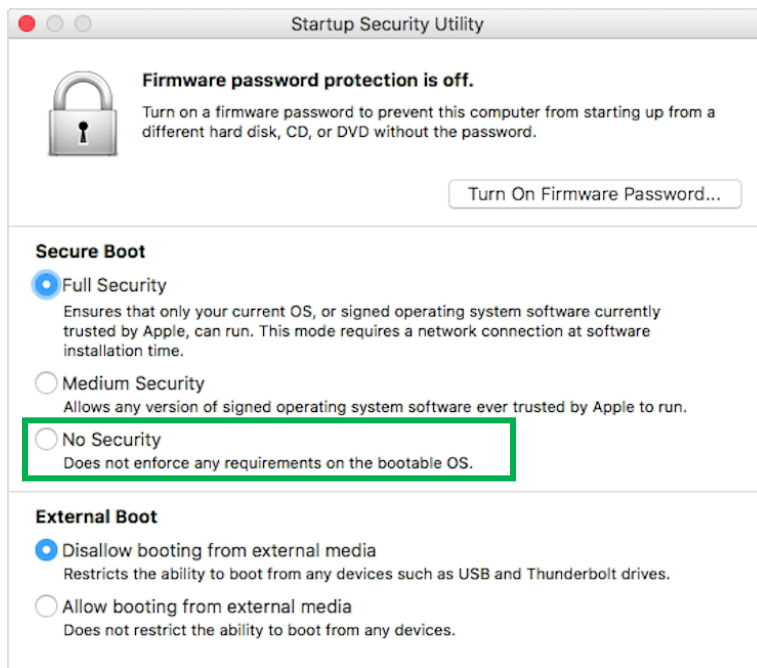 Startup Security Utility
Firmware password protection is off.
Turn on a firmware password to prevent this computer from starting up from a
different hard disk, CD, or DVD without the password.
Turn On Firmware Password...
Secure Boot
Full Security
Ensures that only your current OS, or signed operating system software currently
trusted by Apple, can run. This mode requires a network connection at software
installation time.
Medium Security
Allows any version of signed operating system software ever trusted by Apple to run.
No Security
Does not enforce any requirements on the bootable OS.
External Boot
Disallow booting from external media
Restricts the ability to boot from any devices such as USB and Thunderbolt drives.
Allow booting from external media
Does not restrict the ability to boot from any devices.